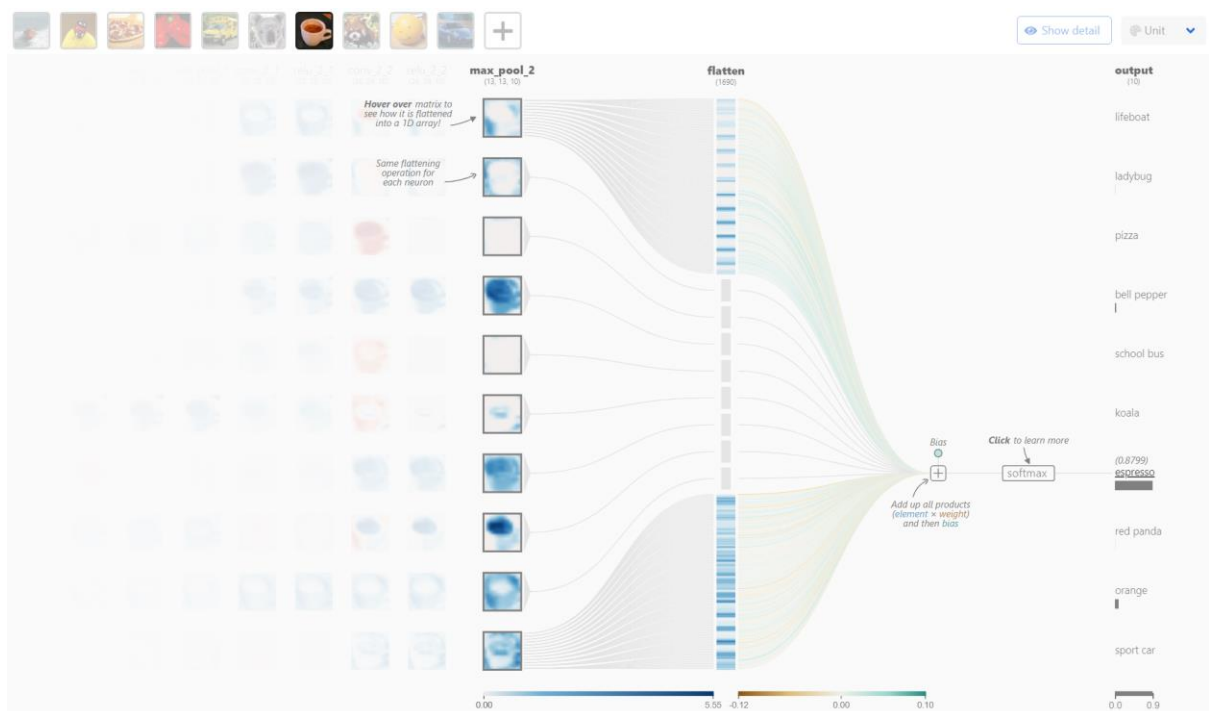 Show detail
Unit
max_pool_2
(13, 13, 10)
flatten
(1690)
output
(10)
Hover over matrix to
see how it is flattened
into a 1D array!
Same flattening
operation for
each neuron
lifeboat
ladybug
pizza
bell pepper
school bus
koala
Bias
Click to learn more
softmax
(0.8799)
espresso
Add up all products
(element × weight)
and then bias
red panda
orange
sport car
0.00
5.55
-0.12
0.00
0.10
0.0
0.9